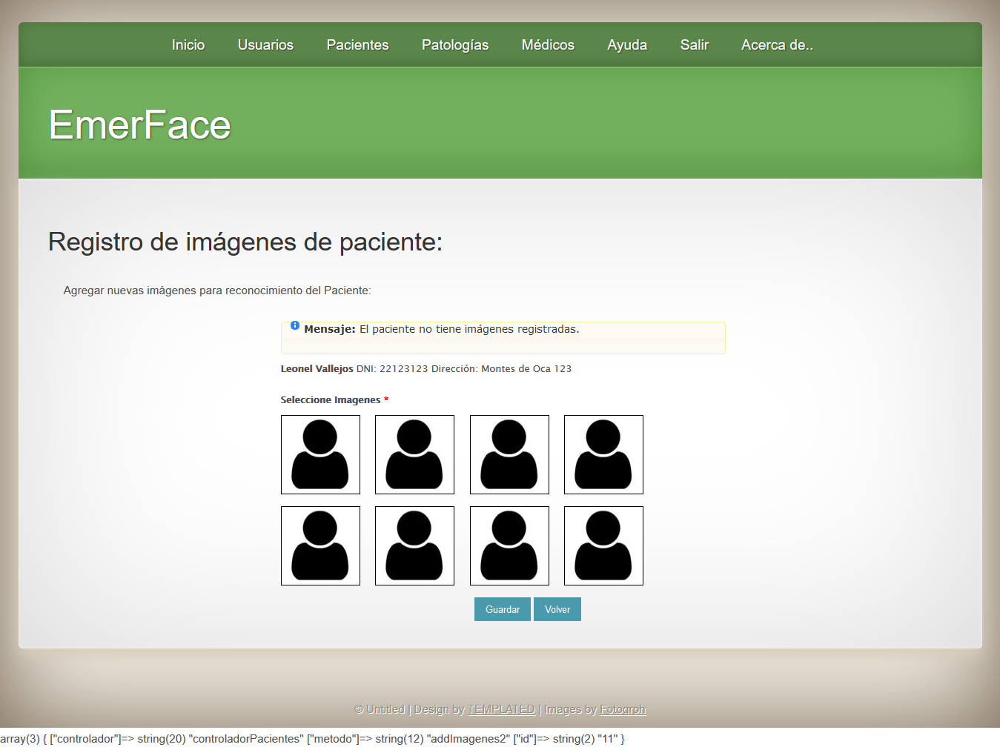 Inicio Usuarios Pacientes Patologías Médicos Ayuda Salir Acerca de..
EmerFace
Registro de imágenes de paciente:
Agregar nuevas imágenes para reconocimiento del Paciente:
Mensaje: El paciente no tiene imágenes registradas.
Leonel Vallejos DNI: 22123123 Dirección: Montes de Oca 123
Seleccione Imagenes *
Guardar Volver
© Untitled | Design by TEMPLATED | Images by Fotogrph
array(3) { ["controlador"]=> string(20) "controladorPacientes" ["metodo"]=> string(12) "addImagenes2" ["id"]=> string(2) "11" }